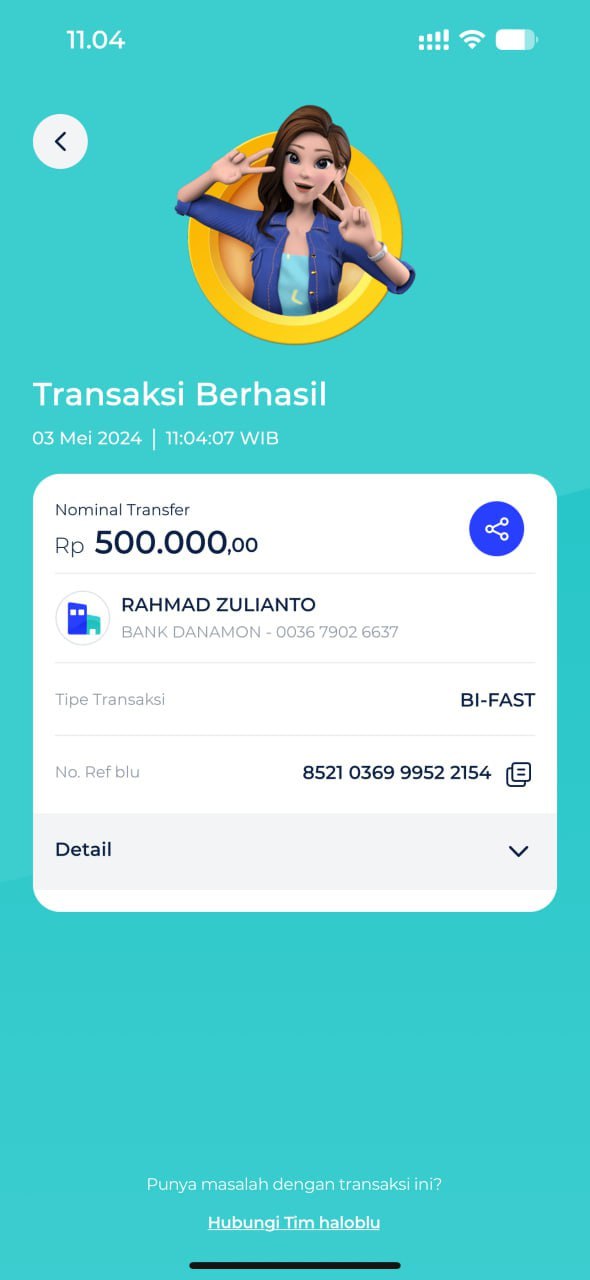 11.04
Transaksi Berhasil
03 Mei 2024 | 11:04:07 WIB
Nominal Transfer
Rp 500.000,00
RAHMAD ZULIANTO
BANK DANAMON - 0036 7902 6637
Tipe Transaksi BI-FAST
No. Ref blu 8521 0369 9952 2154
Detail
Punya masalah dengan transaksi ini?
Hubungi Tim haloblu